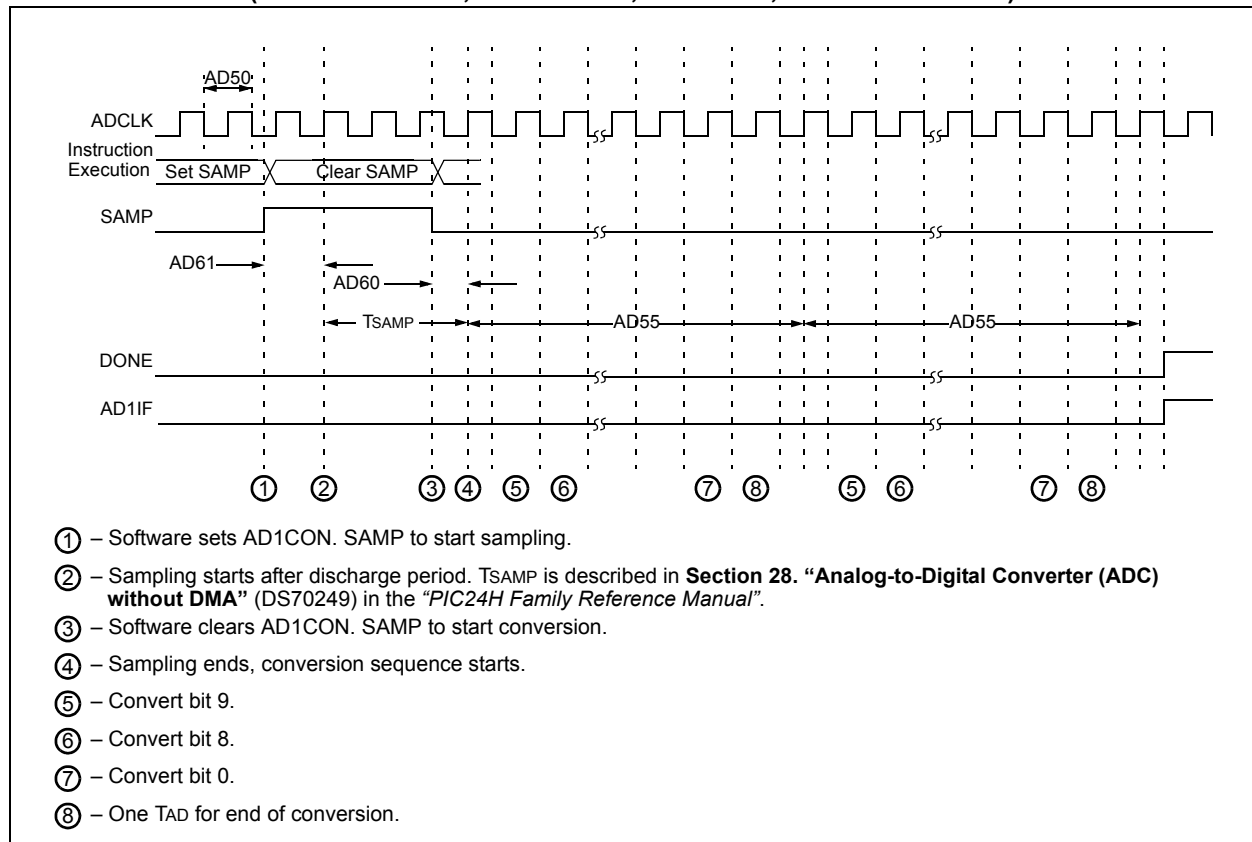 AD50
ADCLK
Instruction
Execution Set SAMP Clear SAMP
SAMP
AD61
AD60
TSAMP AD55 AD55
DONE
AD1IF
① ② ③ ④ ⑤ ⑥ ⑦ ⑧ ⑤ ⑥ ⑦ ⑧
① – Software sets AD1CON. SAMP to start sampling.
② – Sampling starts after discharge period. TSAMP is described in Section 28. “Analog-to-Digital Converter (ADC)
without DMA” (DS70249) in the “PIC24H Family Reference Manual”.
③ – Software clears AD1CON. SAMP to start conversion.
④ – Sampling ends, conversion sequence starts.
⑤ – Convert bit 9.
⑥ – Convert bit 8.
⑦ – Convert bit 0.
⑧ – One TAD for end of conversion.